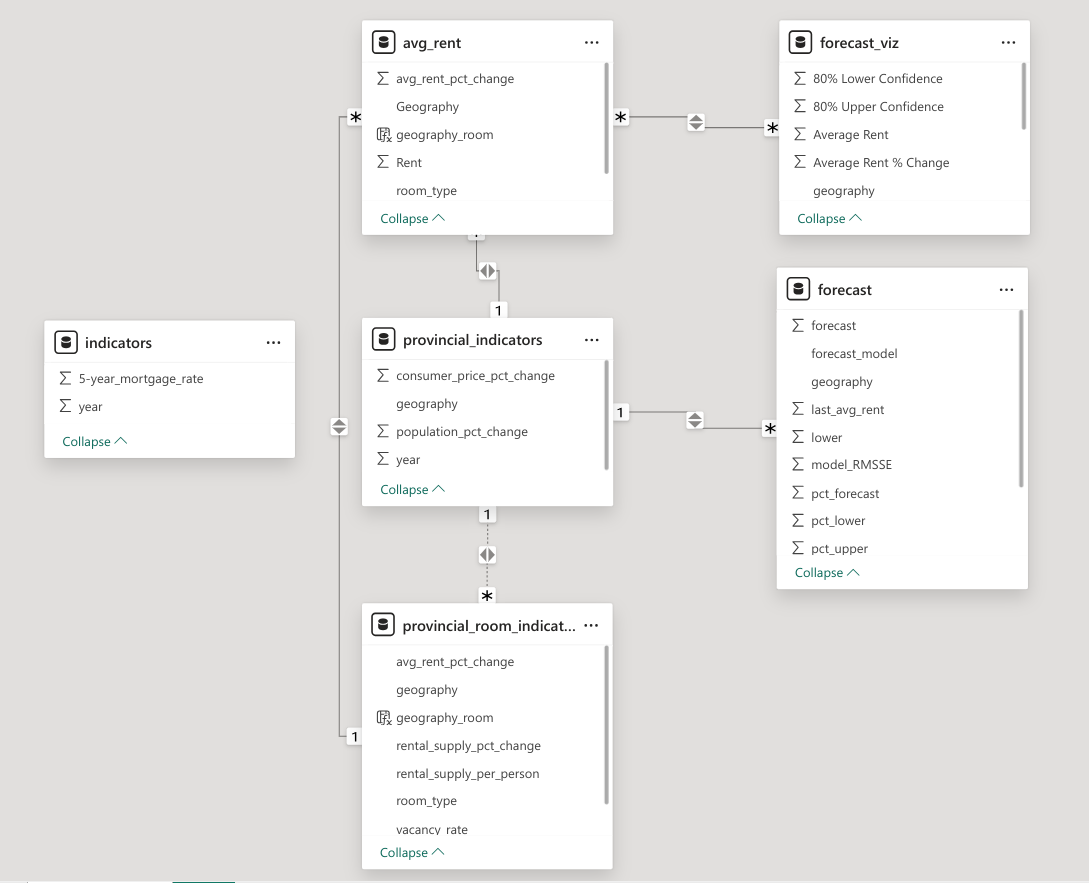 avg_rent
avg_rent_pct_change
Geography
geography_room
Rent
room_type
Collapse
forecast_viz
80% Lower Confidence
80% Upper Confidence
Average Rent
Average Rent % Change
geography
Collapse
*
*
*
1
indicators
5-year_mortgage_rate
year
Collapse
provincial_indicators
consumer_price_pct_change
geography
population_pct_change
year
Collapse
1
*
forecast
forecast
forecast_model
geography
last_avg_rent
lower
model_RMSSE
pct_forecast
pct_lower
pct_upper
Collapse
1
*
provincial_room_indicat...
avg_rent_pct_change
geography
geography_room
rental_supply_pct_change
rental_supply_per_person
room_type
vacancy_rate
Collapse
1